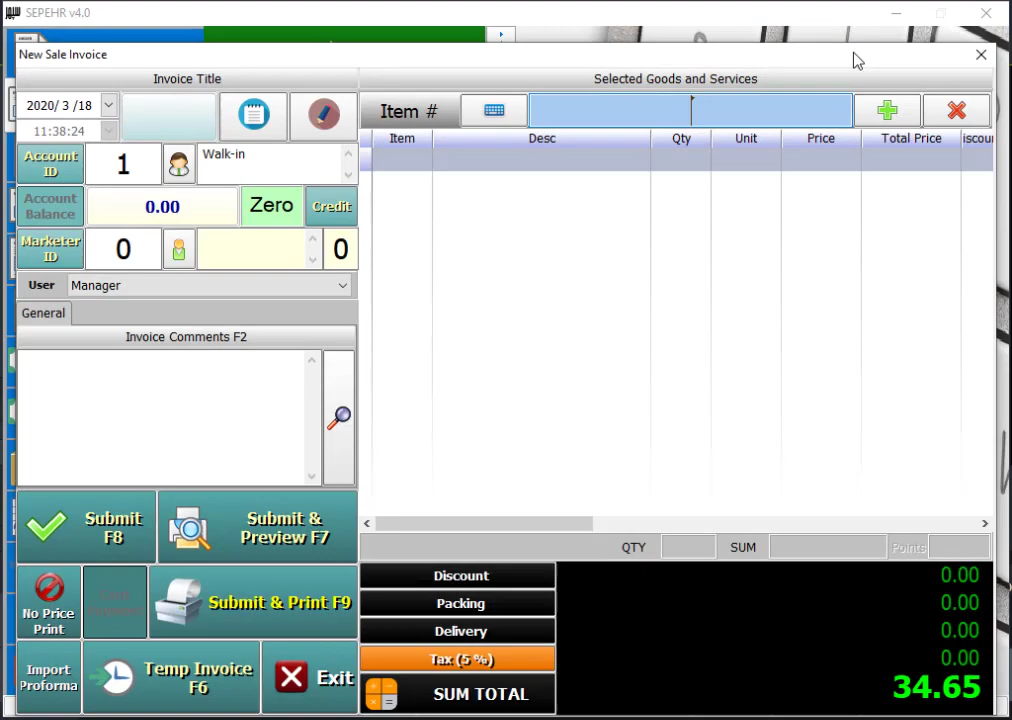 SEPEHR v4.0
New Sale Invoice
Invoice Title
Selected Goods and Services
2020/ 3 /18
11:38:24
Item #
Item Desc Qty Unit Price Total Price iscou
Account ID
1
Walk-in
Account Balance
0.00
Zero
Credit
Marketer ID
0
0
User
Manager
General
Invoice Comments F2
Submit F8
Submit & Preview F7
No Price Print
Submit & Print F9
Import Proforma
Temp Invoice F6
Exit
QTY
SUM
Points
Discount
0.00
Packing
0.00
Delivery
0.00
Tax (5 %)
0.00
SUM TOTAL
34.65